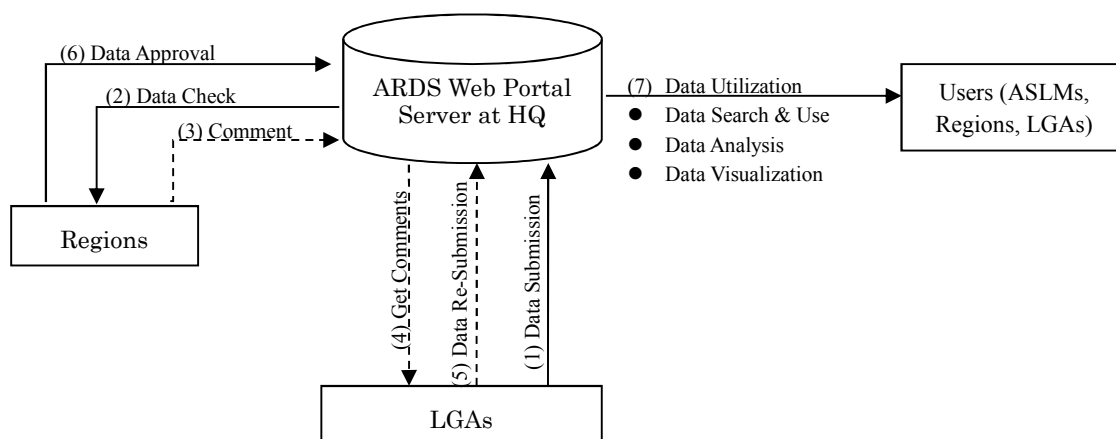 (6) Data Approval
(2) Data Check
(3) Comment
Regions
ARDS Web Portal
Server at HQ
(7) Data Utilization
● Data Search & Use
● Data Analysis
● Data Visualization
Users (ASLMs,
Regions, LGAs)
(4) Get Comments
(5) Data Re-Submission
(1) Data Submission
LGAs